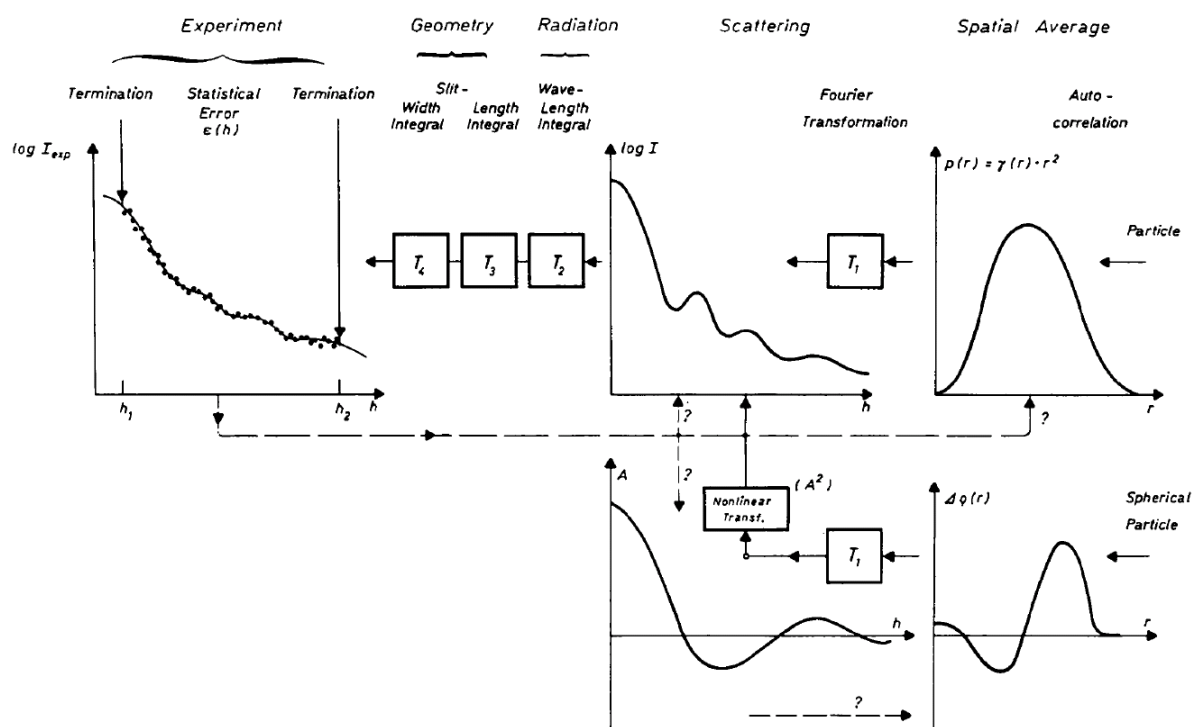 Experiment Geometry Radiation Scattering Spatial Average
Termination Statistical Error ε(h) Termination
Slit-
Width Integral
Length Integral
Wave-
Length
Integral
Fourier
Transformation
Auto-
correlation
log I_exp
log I
p(r) = γ(r)·r²
Particle
T₄ T₃ T₂
T₁
h₁ h₂ h
h
r
?
?
?
A
Nonlinear
Transf.
(A²)
T₁
Δρ(r)
Spherical
Particle
h
r
?